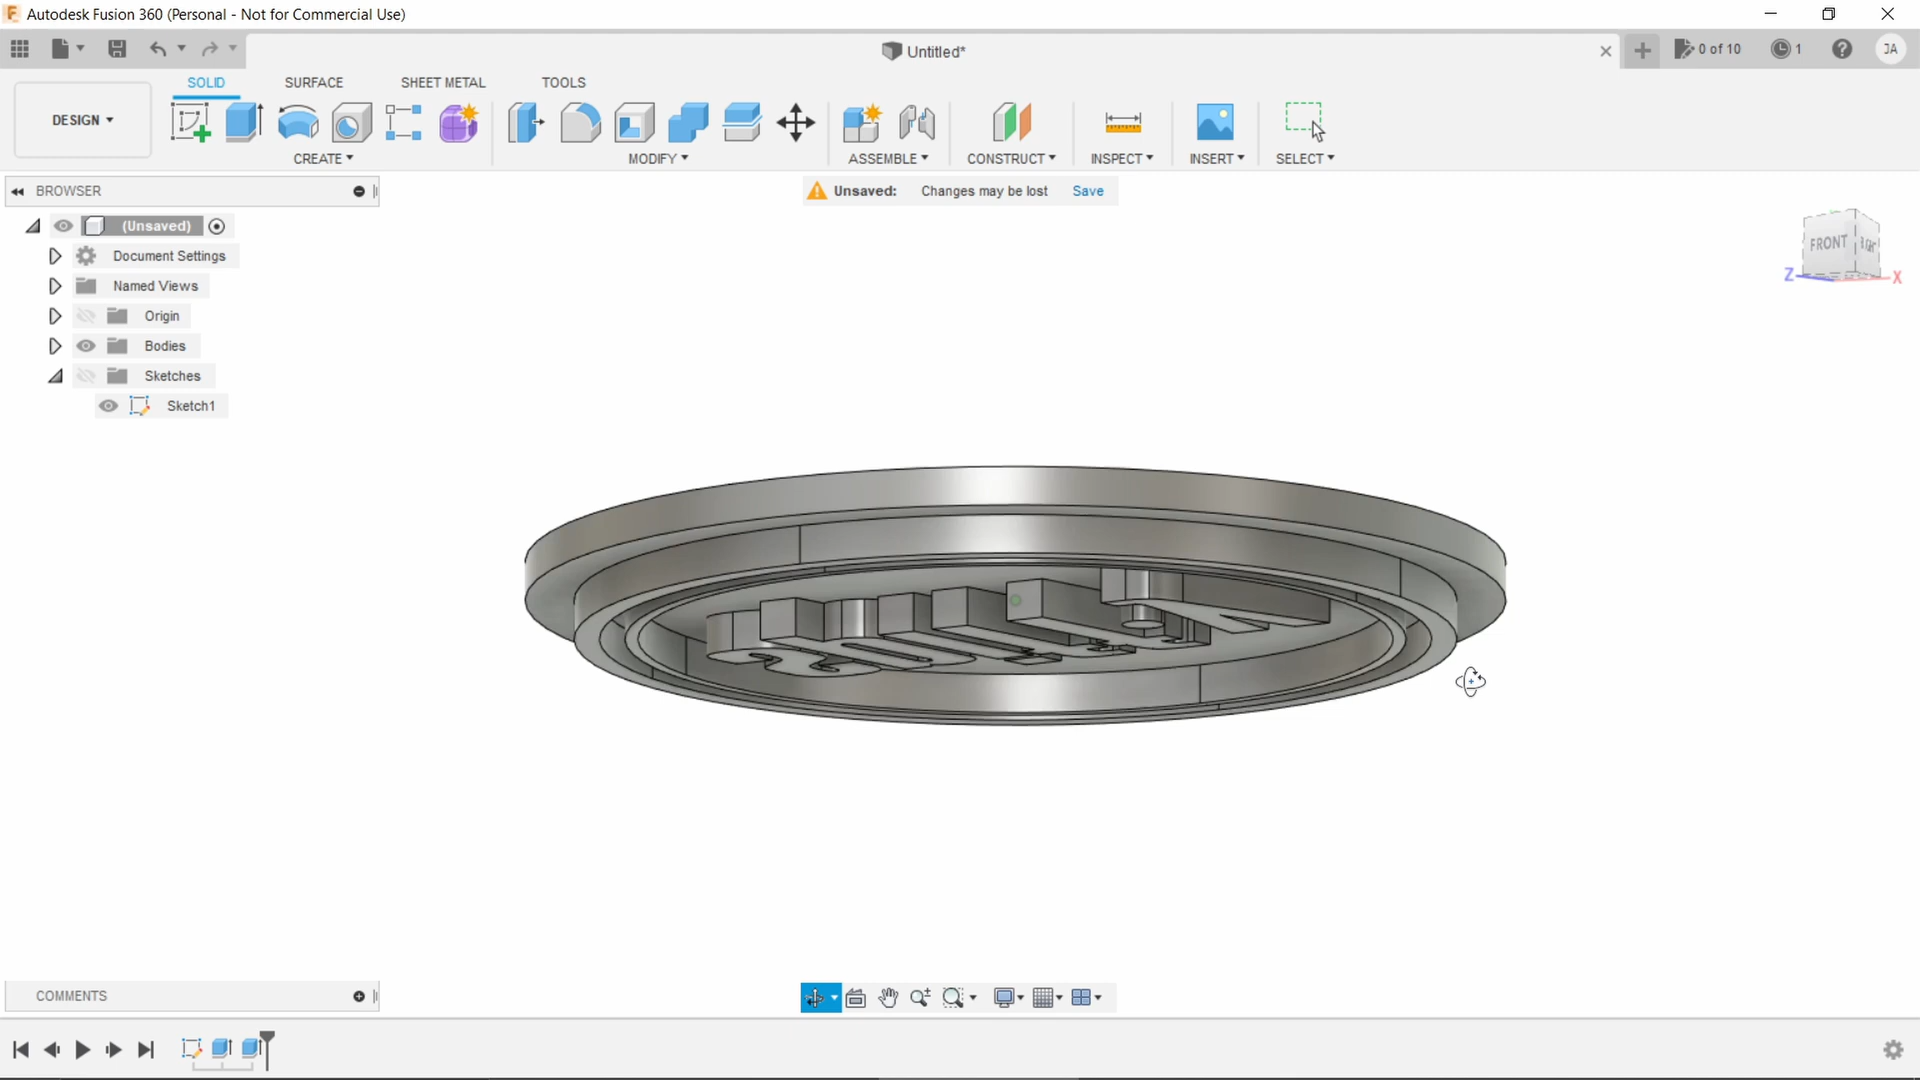 Autodesk Fusion 360 (Personal - Not for Commercial Use)
Untitled*
0 of 10
1
JA
SOLID
SURFACE
SHEET METAL
TOOLS
DESIGN
CREATE
MODIFY
ASSEMBLE
CONSTRUCT
INSPECT
INSERT
SELECT
BROWSER
Unsaved: Changes may be lost Save
(Unsaved)
Document Settings
Named Views
Origin
Bodies
Sketches
Sketch1
FRONT
Z
X
COMMENTS